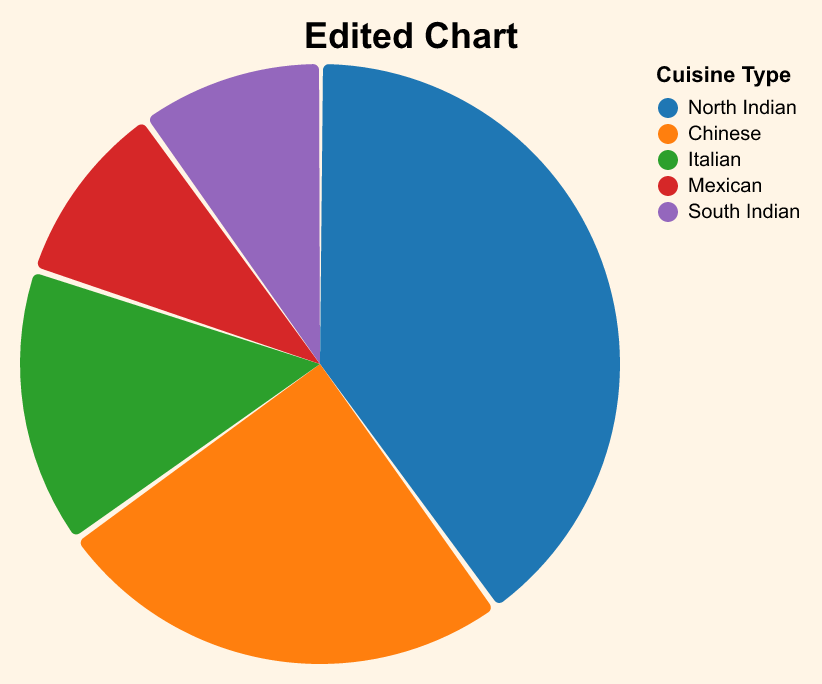 Edited Chart
Cuisine Type
North Indian
Chinese
Italian
Mexican
South Indian